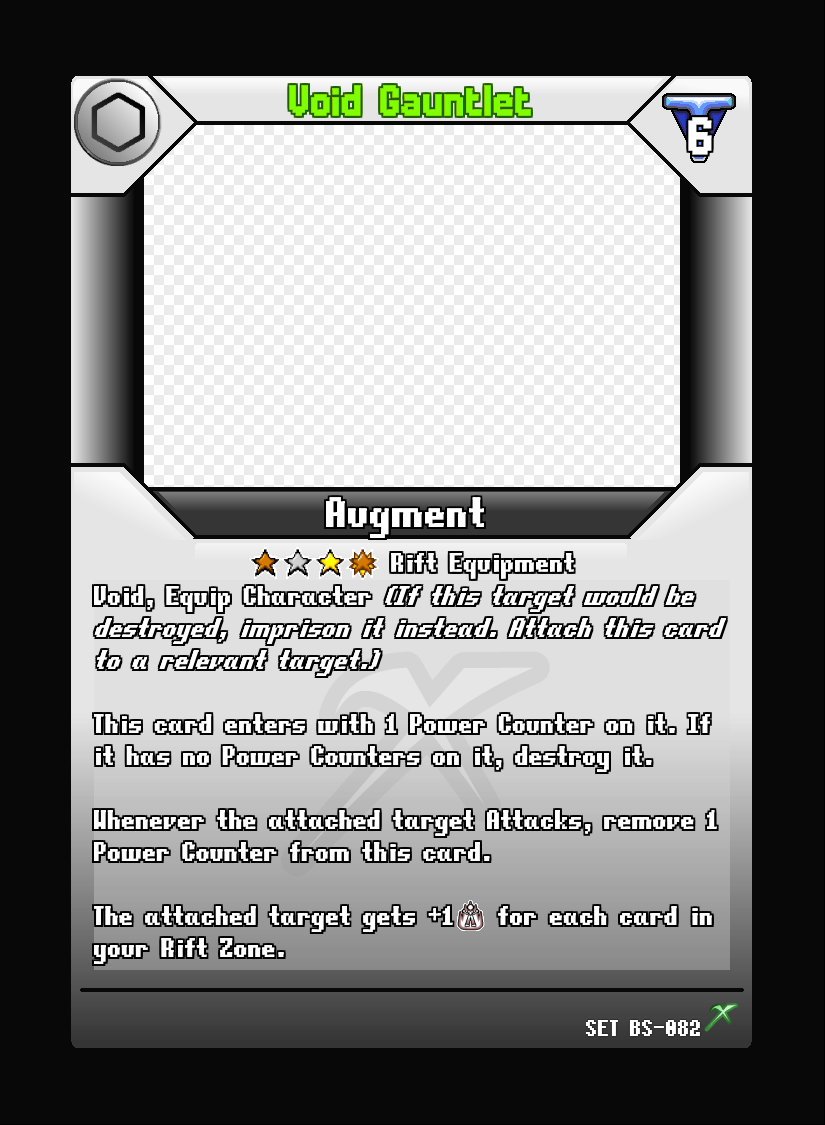 Void Gauntlet
6
Augment
Rift Equipment
Void, Equip Character (If this target would be
destroyed, imprison it instead. Attach this card
to a relevant target.)
This card enters with 1 Power Counter on it. If
it has no Power Counters on it, destroy it.
Whenever the attached target Attacks, remove 1
Power Counter from this card.
The attached target gets +1 for each card in
your Rift Zone.
SET BS-082